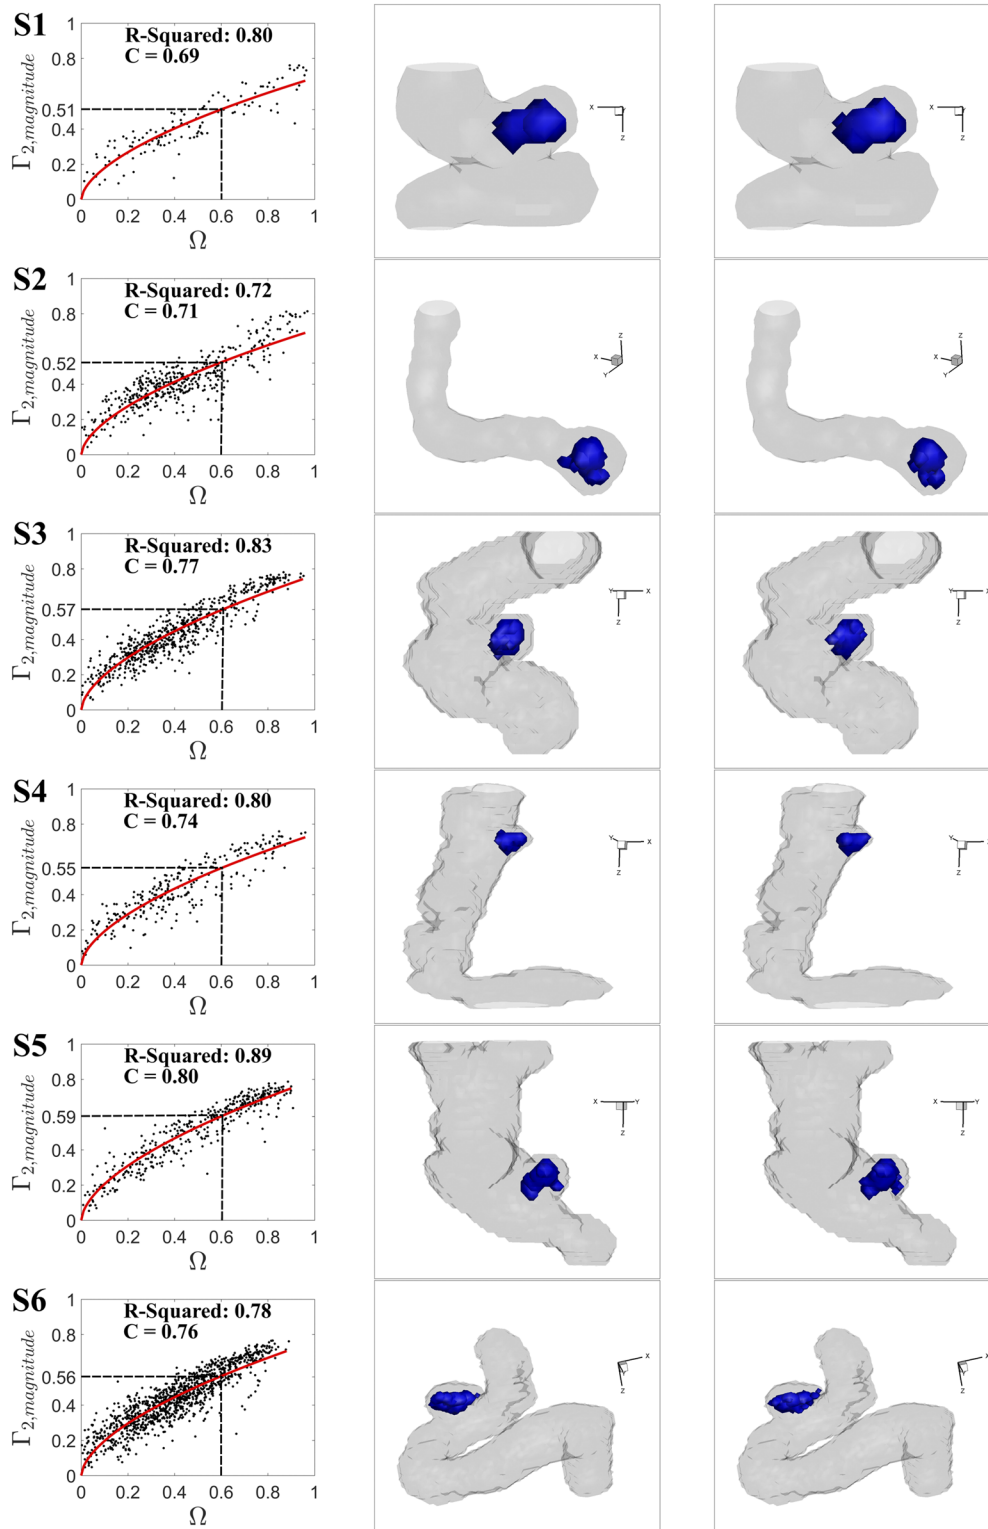 S1
R-Squared: 0.80
C = 0.69
1
0.8
0.51
0.4
0.2
0
Γ2,magnitude
0 0.2 0.4 0.6 0.8 1
Ω
X Y
Z
X Y
Z
S2
R-Squared: 0.72
C = 0.71
1
0.8
0.52
0.4
0.2
0
Γ2,magnitude
0 0.2 0.4 0.6 0.8 1
Ω
Z
X
Y
Z
X
Y
S3
R-Squared: 0.83
C = 0.77
1
0.8
0.57
0.4
0.2
0
Γ2,magnitude
0 0.2 0.4 0.6 0.8 1
Ω
Y X
Z
Y X
Z
S4
R-Squared: 0.80
C = 0.74
1
0.8
0.55
0.4
0.2
0
Γ2,magnitude
0 0.2 0.4 0.6 0.8 1
Ω
Y X
Z
Y X
Z
S5
R-Squared: 0.89
C = 0.80
1
0.8
0.59
0.4
0.2
0
Γ2,magnitude
0 0.2 0.4 0.6 0.8 1
Ω
X Y
Z
X Y
Z
S6
R-Squared: 0.78
C = 0.76
1
0.8
0.56
0.4
0.2
0
Γ2,magnitude
0 0.2 0.4 0.6 0.8 1
Ω
X
Z
X
Z